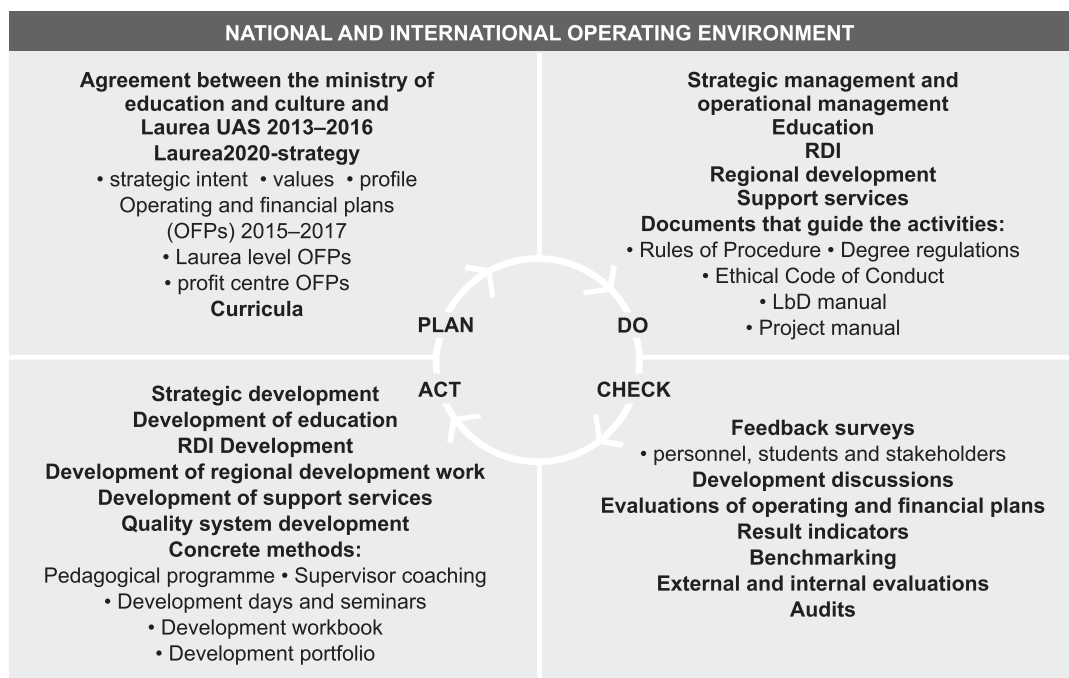 NATIONAL AND INTERNATIONAL OPERATING ENVIRONMENT
Agreement between the ministry of
education and culture and
Laurea UAS 2013–2016
Laurea2020-strategy
• strategic intent • values • profile
Operating and financial plans
(OFPs) 2015–2017
• Laurea level OFPs
• profit centre OFPs
Curricula
PLAN
Strategic management and
operational management
Education
RDI
Regional development
Support services
Documents that guide the activities:
• Rules of Procedure • Degree regulations
• Ethical Code of Conduct
• LbD manual
• Project manual
DO
ACT
Strategic development
Development of education
RDI Development
Development of regional development work
Development of support services
Quality system development
Concrete methods:
Pedagogical programme • Supervisor coaching
• Development days and seminars
• Development workbook
• Development portfolio
CHECK
Feedback surveys
• personnel, students and stakeholders
Development discussions
Evaluations of operating and financial plans
Result indicators
Benchmarking
External and internal evaluations
Audits